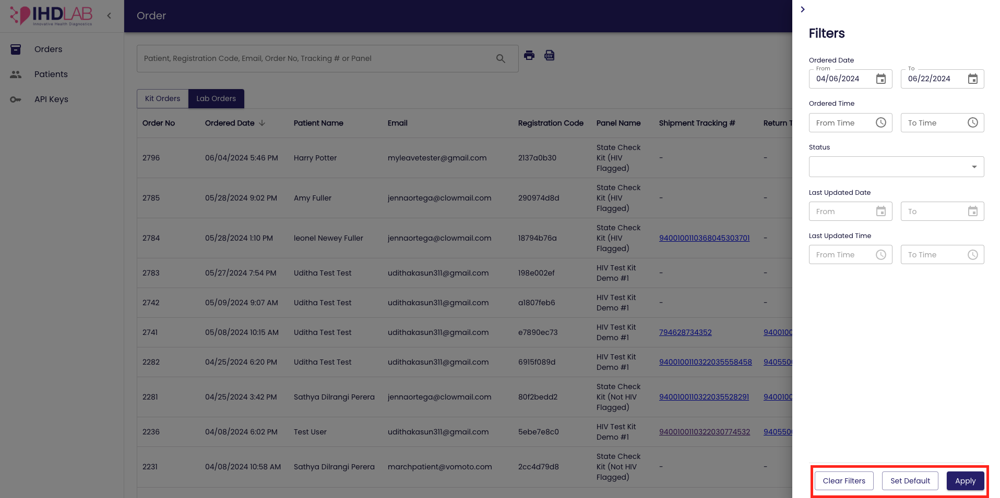 IHDLAB
Innovative Health Diagnostics
Order
Orders
Patients
API Keys
Patient, Registration Code, Email, Order No, Tracking # or Panel
CSV
Kit Orders
Lab Orders
Order No Ordered Date Patient Name Email Registration Code Panel Name Shipment Tracking # Return T
2796 06/04/2024 5:46 PM Harry Potter myleavetester@gmail.com 2137a0b30 State Check
Kit (HIV
Flagged) - -
2785 05/28/2024 9:02 PM Amy Fuller jennaortega@clowmail.com 290974d8d State Check
Kit (HIV
Flagged) - -
2784 05/28/2024 1:10 PM leonel Newey Fuller jennaortega@clowmail.com 18794b76a State Check
Kit (HIV
Flagged) 9400100110368045303701 -
2783 05/27/2024 7:54 PM Uditha Test Test udithakasun311@gmail.com 198e002ef HIV Test Kit
Demo #1 - -
2742 05/09/2024 9:07 AM Uditha Test Test udithakasun311@gmail.com a1807feb6 HIV Test Kit
Demo #1 - -
2741 05/08/2024 10:15 AM Uditha Test Test udithakasun311@gmail.com e7890ec73 HIV Test Kit
Demo #1 794628734352 940010
2282 04/25/2024 6:20 PM Uditha Test Test udithakasun311@gmail.com 6915f089d HIV Test Kit
Demo #1 9400100110322035558458 940550
2281 04/25/2024 3:42 PM Sathya Dilrangi Perera jennaortega@clowmail.com 80f2bedd2 State Check
Kit (Not HIV
Flagged) 9400100110322035528291 940010
2236 04/08/2024 6:02 PM Test User udithakasun311@gmail.com 5ebe7e8c0 HIV Test Kit
Demo #1 9400100110322030774532 940550
2231 04/08/2024 10:58 AM Sathya Dilrangi Perera marchpatient@vomoto.com 2cc4d79d8 State Check
Kit (Not HIV
Flagged) - -
Filters
Ordered Date
From To
04/06/2024 06/22/2024
Ordered Time
From Time To Time
Status
Last Updated Date
From To
Last Updated Time
From Time To Time
Clear Filters Set Default Apply